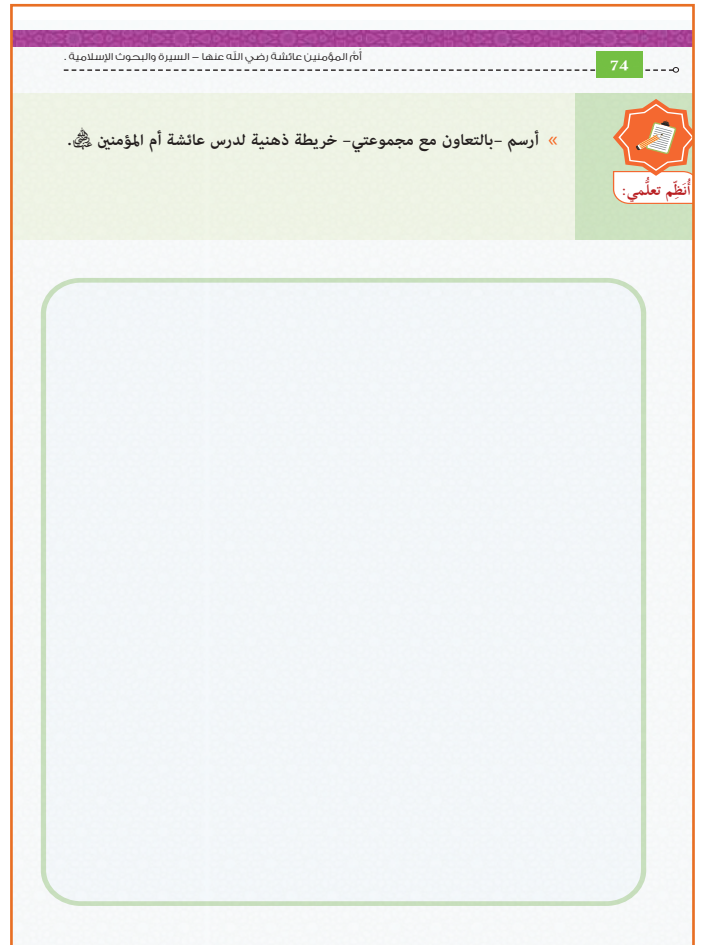 أمّ المؤمنين عائشة رضي الله عنها – السيرة والبحوث الإسلامية .
74
» أرسم –بالتعاون مع مجموعتي– خريطة ذهنية لدرس عائشة أم المؤمنين ﵂.
أُنَظِّم تعلُّمي: